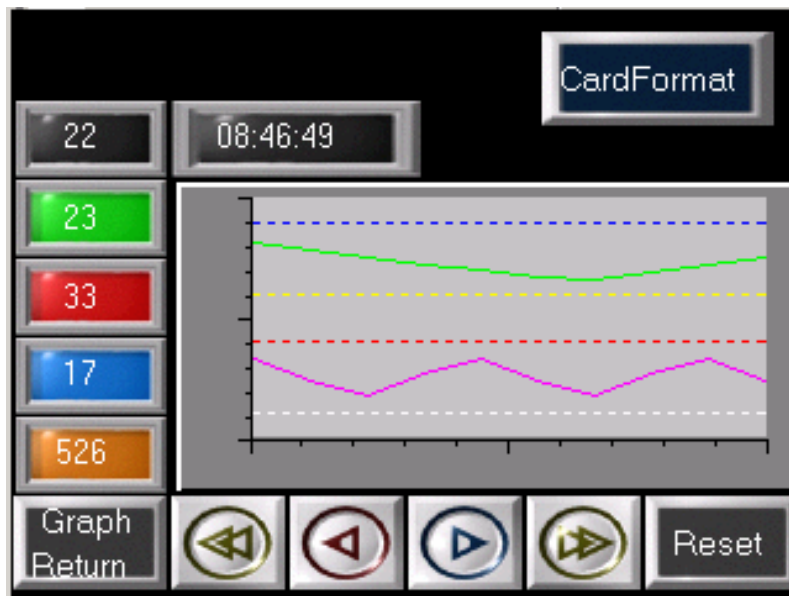 CardFormat
22
08:46:49
23
33
17
526
Graph
Return
Reset